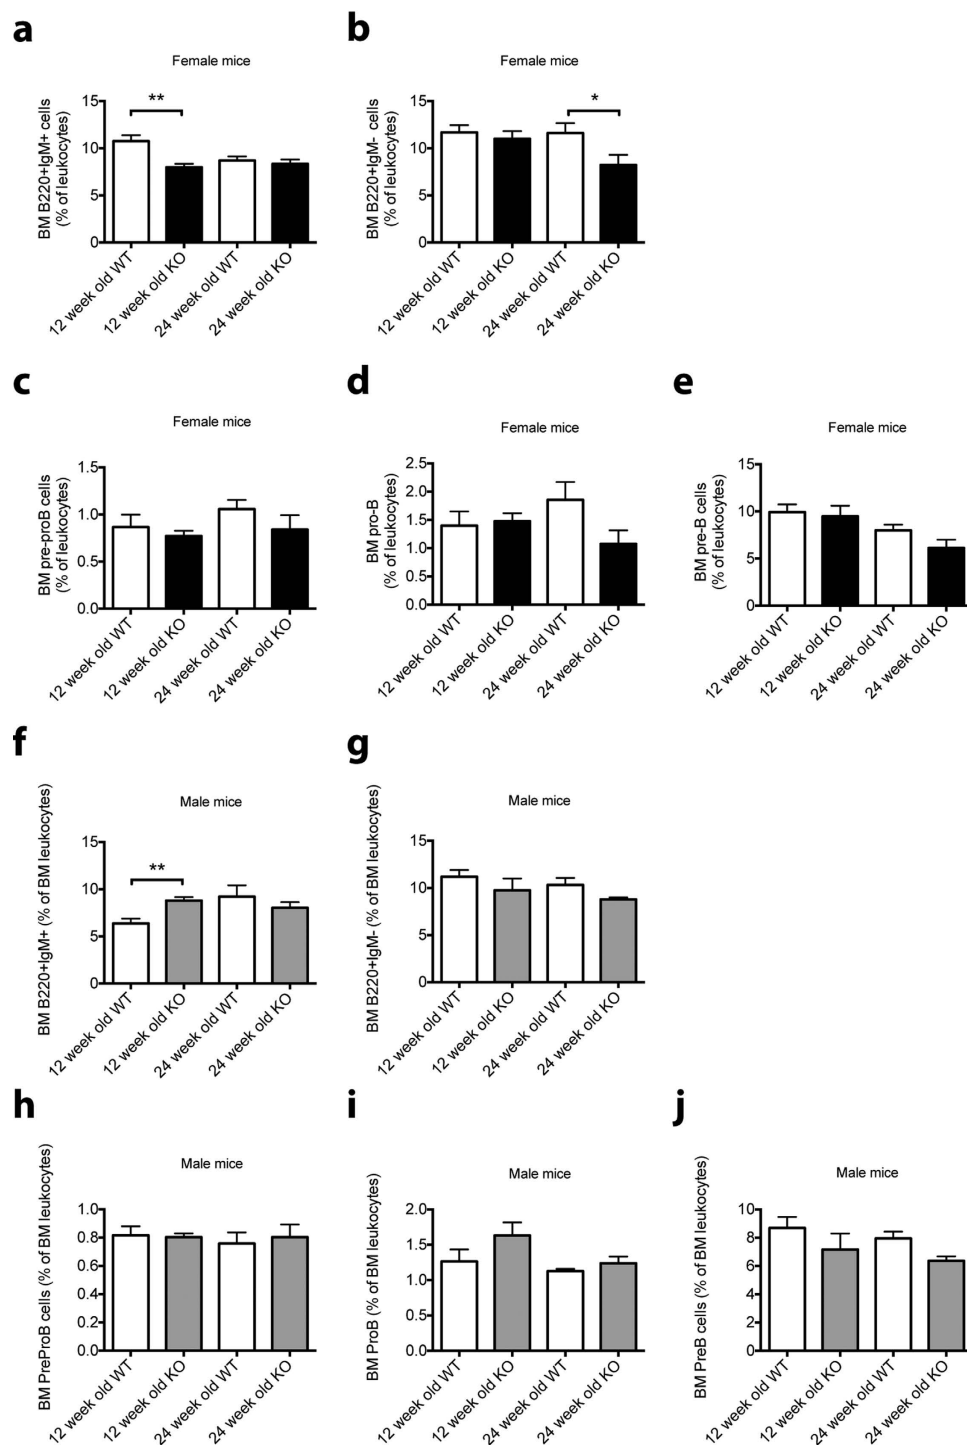 a
Female mice
BM B220+IgM+ cells
(% of leukocytes)
15
10
5
0
**
12 week old WT
12 week old KO
24 week old WT
24 week old KO
b
Female mice
BM B220+IgM- cells
(% of leukocytes)
15
10
5
0
*
12 week old WT
12 week old KO
24 week old WT
24 week old KO
c
Female mice
BM pre-proB cells
(% of leukocytes)
1.5
1.0
0.5
0.0
12 week old WT
12 week old KO
24 week old WT
24 week old KO
d
Female mice
BM pro-B
(% of leukocytes)
2.5
2.0
1.5
1.0
0.5
0.0
12 week old WT
12 week old KO
24 week old WT
24 week old KO
e
Female mice
BM pre-B cells
(% of leukocytes)
15
10
5
0
12 week old WT
12 week old KO
24 week old WT
24 week old KO
f
Male mice
BM B220+IgM+ (% of BM leukocytes)
15
10
5
0
**
12 week old WT
12 week old KO
24 week old WT
24 week old KO
g
Male mice
BM B220+IgM- (% of BM leukocytes)
15
10
5
0
12 week old WT
12 week old KO
24 week old WT
24 week old KO
h
Male mice
BM PreProB cells (% of BM leukocytes)
1.0
0.8
0.6
0.4
0.2
0.0
12 week old WT
12 week old KO
24 week old WT
24 week old KO
i
Male mice
BM ProB (% of BM leukocytes)
2.0
1.5
1.0
0.5
0.0
12 week old WT
12 week old KO
24 week old WT
24 week old KO
j
Male mice
BM PreB cells (% of BM leukocytes)
10
8
6
4
2
0
12 week old WT
12 week old KO
24 week old WT
24 week old KO